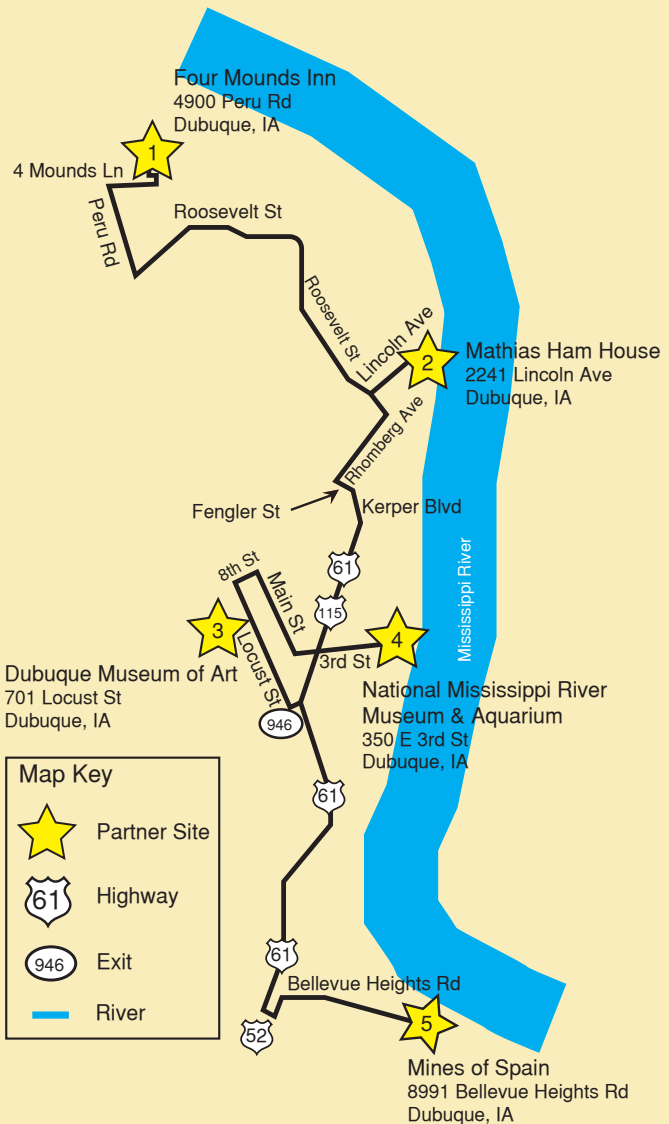 Four Mounds Inn
4900 Peru Rd
Dubuque, IA
1
4 Mounds Ln
Peru Rd
Roosevelt St
Roosevelt St
Lincoln Ave
2
Mathias Ham House
2241 Lincoln Ave
Dubuque, IA
Rhomberg Ave
Fengler St
Kerper Blvd
61
115
8th St
Main St
Mississippi River
3
Locust St
3rd St
4
Dubuque Museum of Art
701 Locust St
Dubuque, IA
946
National Mississippi River
Museum & Aquarium
350 E 3rd St
Dubuque, IA
61
Map Key
Partner Site
61
Highway
946
Exit
River
61
Bellevue Heights Rd
52
5
Mines of Spain
8991 Bellevue Heights Rd
Dubuque, IA